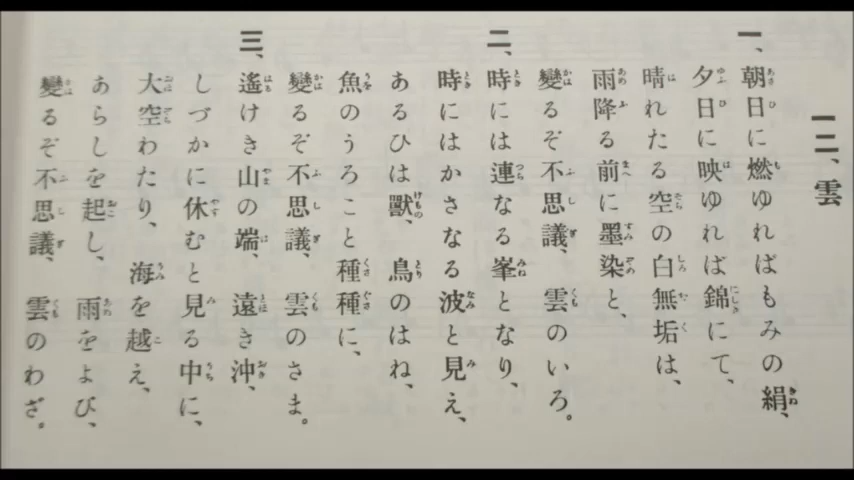 一二、雲
一、朝日に燃ゆればもみの絹、
夕日に映ゆれば錦にて、
晴れたる空の白無垢は、
雨降る前に墨染と、
變るぞ不思議、雲のいろ。
二、時には連なる峯となり、
時にはかさなる波と見え、
あるひは獸、鳥のはね、
魚のうろこと種種に、
變るぞ不思議、雲のさま。
三、遙けき山の端、遠き沖、
しづかに休むと見る中に、
大空わたり、海を越え、
あらしを起し、雨をよび、
變るぞ不思議、雲のわざ。